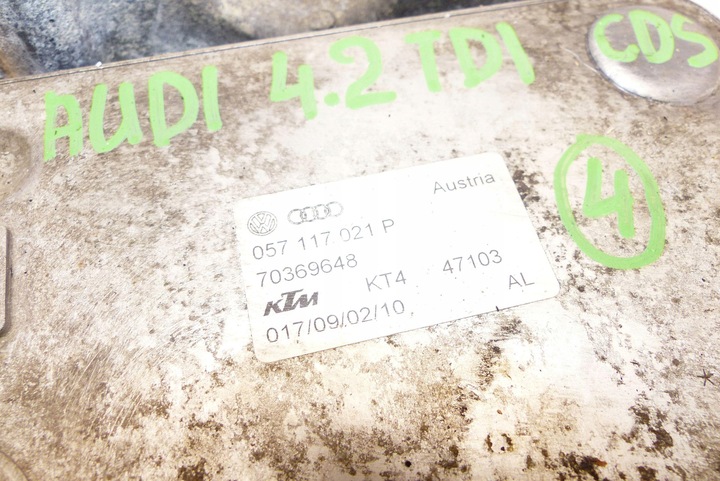 AUDI 4.2 TDI CDS
4
Austria
057 117 021 P
70369648
KTM KT4 47103
017/09/02/10 AL